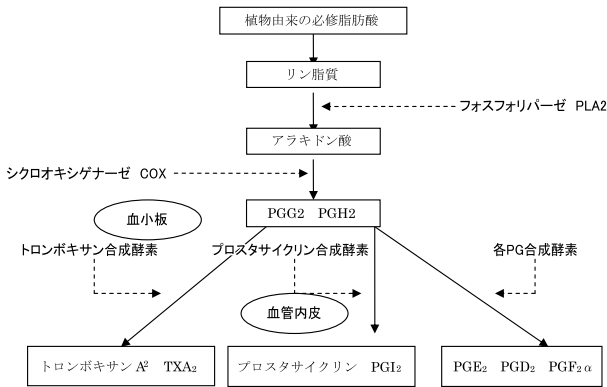 植物由来の必修脂肪酸
リン脂質
フォスフォリパーゼ PLA2
アラキドン酸
シクロオキシゲナーゼ COX
PGG2 PGH2
血小板
トロンボキサン合成酵素 プロスタサイクリン合成酵素 各PG合成酵素
血管内皮
トロンボキサン A² TXA₂ プロスタサイクリン PGI₂ PGE₂ PGD₂ PGF₂α